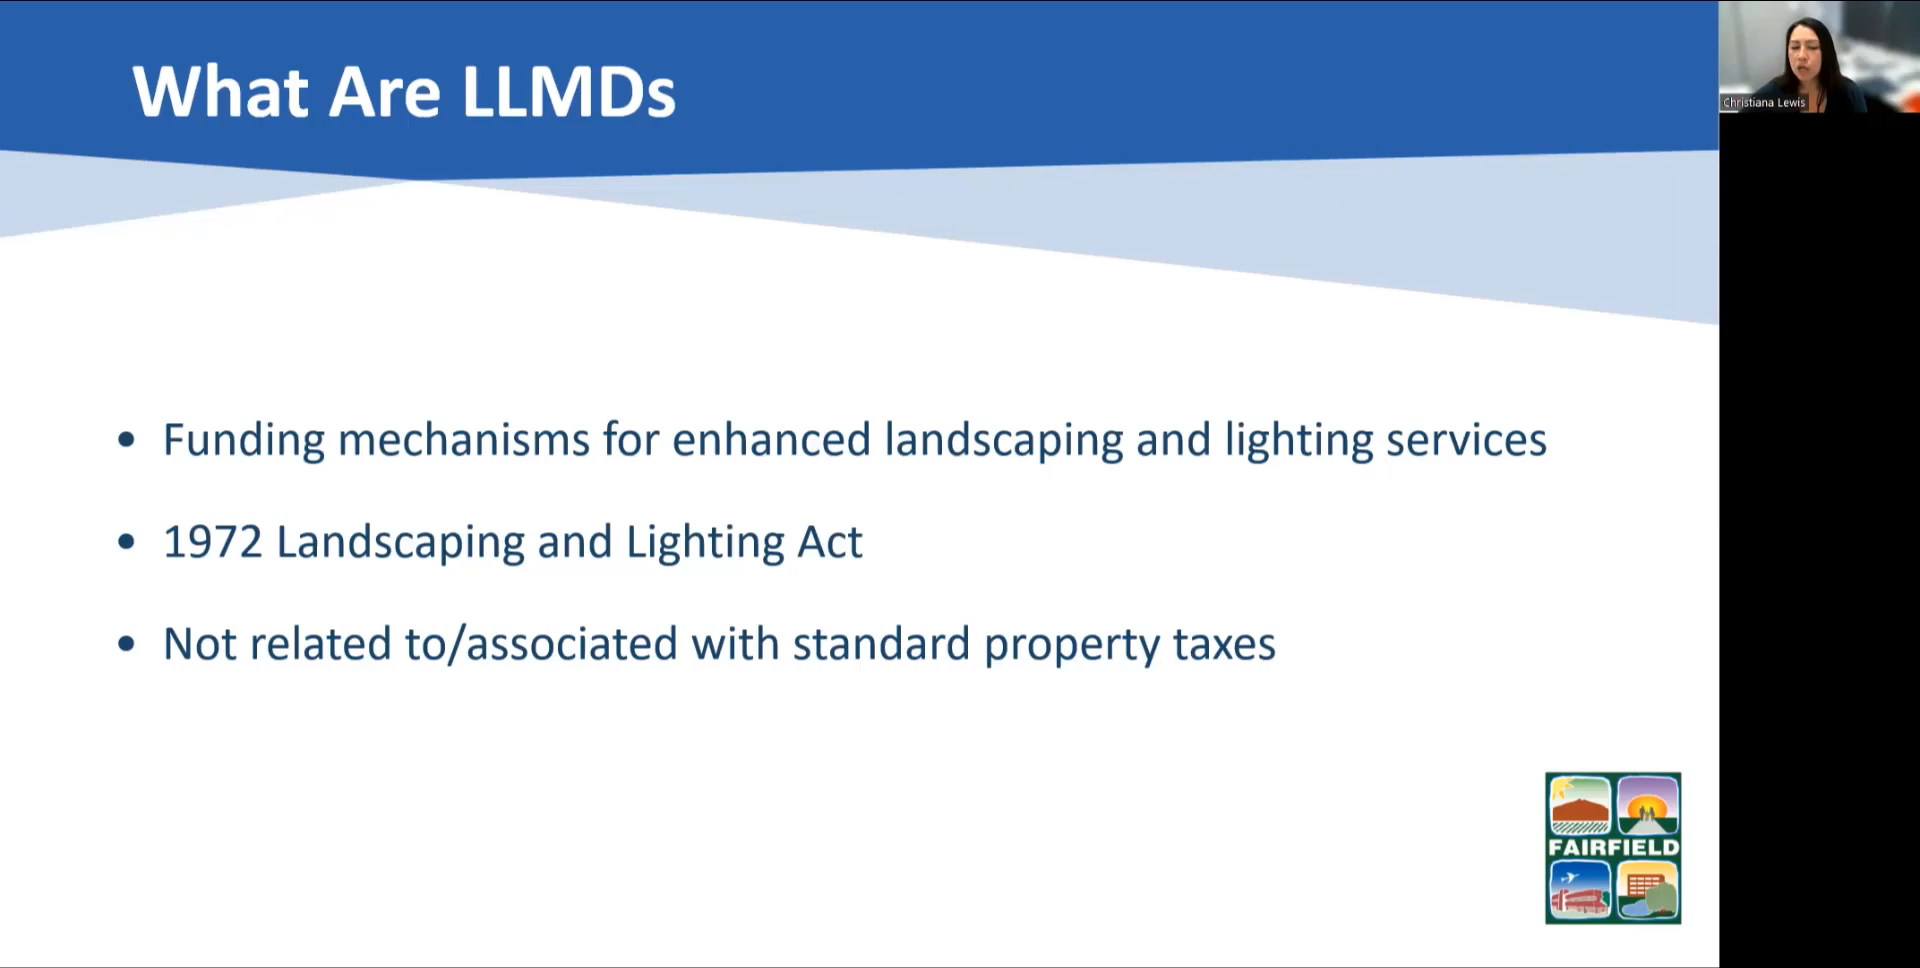 What Are LLMDs
Christiana Lewis
• Funding mechanisms for enhanced landscaping and lighting services
• 1972 Landscaping and Lighting Act
• Not related to/associated with standard property taxes
FAIRFIELD